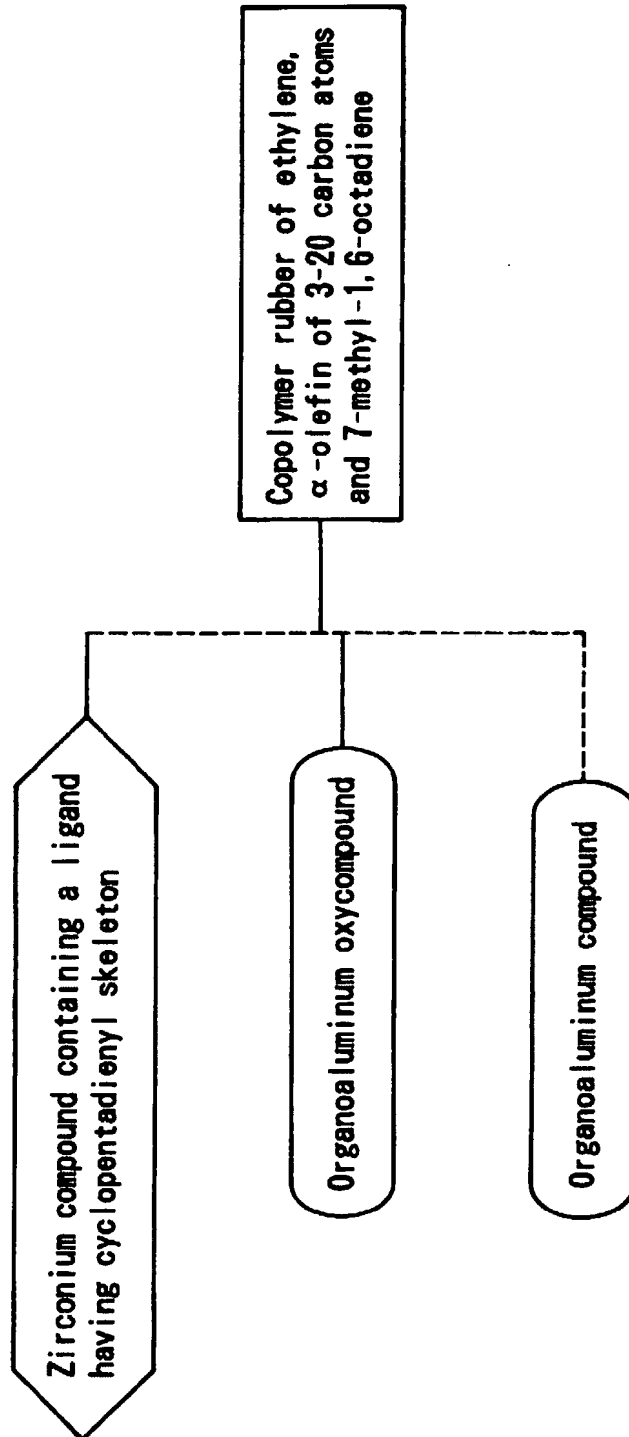 Zirconium compound containing a ligand
having cyclopentadienyl skeleton
Organoaluminum oxycompound
Organoaluminum compound
Copolymer rubber of ethylene,
α-olefin of 3-20 carbon atoms
and 7-methyl-1,6-octadiene